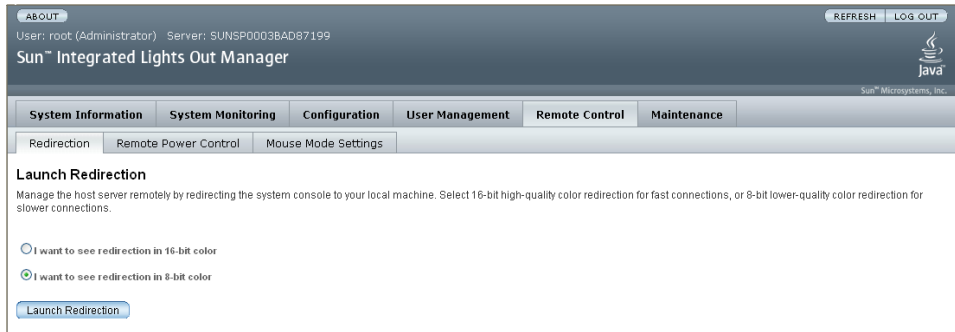 ABOUT
REFRESH LOG OUT
User: root (Administrator) Server: SUNSP0003BAD87199
Sun™ Integrated Lights Out Manager
Java™
Sun™ Microsystems, Inc.
System Information System Monitoring Configuration User Management Remote Control Maintenance
Redirection Remote Power Control Mouse Mode Settings
Launch Redirection
Manage the host server remotely by redirecting the system console to your local machine. Select 16-bit high-quality color redirection for fast connections, or 8-bit lower-quality color redirection for
slower connections.
I want to see redirection in 16-bit color
I want to see redirection in 8-bit color
Launch Redirection